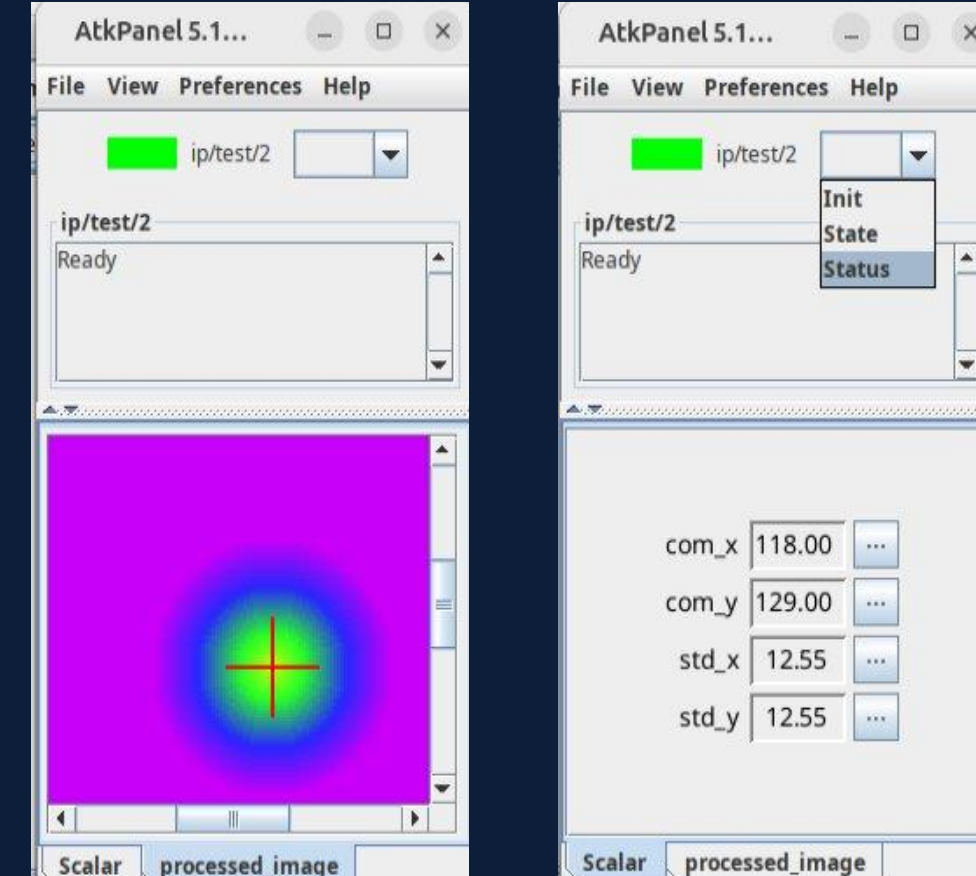 AtkPanel 5.1...
File View Preferences Help
ip/test/2
ip/test/2
Ready
Scalar processed_image
AtkPanel 5.1...
File View Preferences Help
ip/test/2
Init
State
Status
ip/test/2
Ready
com_x 118.00 ...
com_y 129.00 ...
std_x 12.55 ...
std_y 12.55 ...
Scalar processed_image